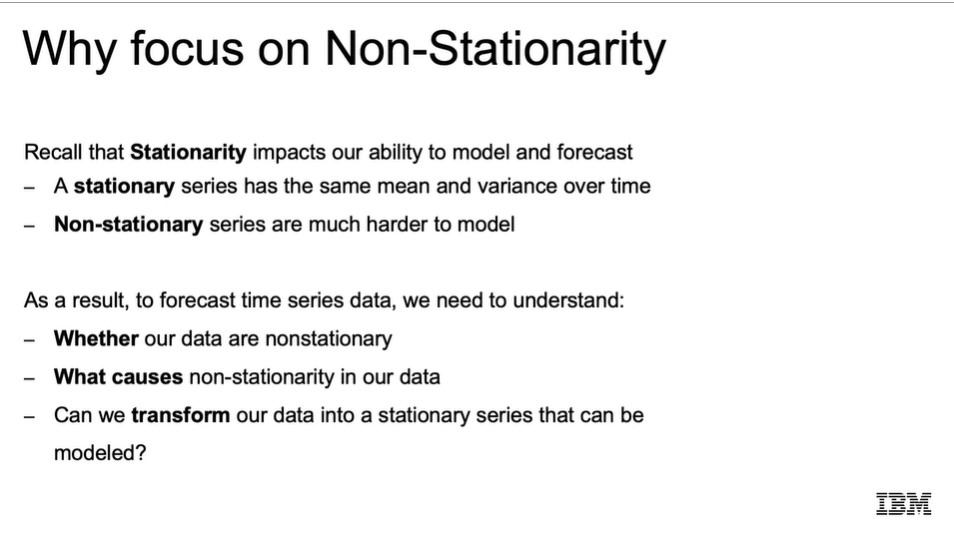 Why focus on Non-Stationarity
Recall that Stationarity impacts our ability to model and forecast
– A stationary series has the same mean and variance over time
– Non-stationary series are much harder to model
As a result, to forecast time series data, we need to understand:
– Whether our data are nonstationary
– What causes non-stationarity in our data
– Can we transform our data into a stationary series that can be
modeled?
IBM